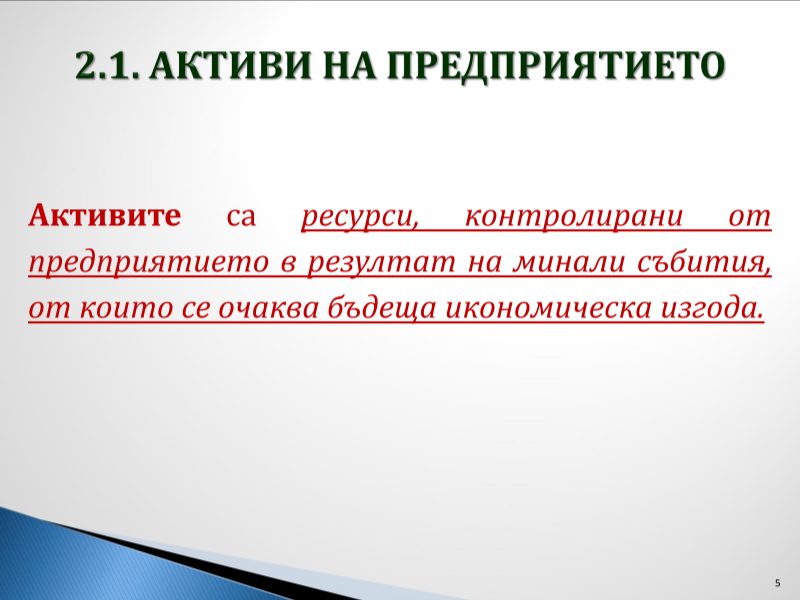 2.1. АКТИВИ НА ПРЕДПРИЯТИЕТО
Активите са ресурси, контролирани от
предприятието в резултат на минали събития,
от които се очаква бъдеща икономическа изгода.
5